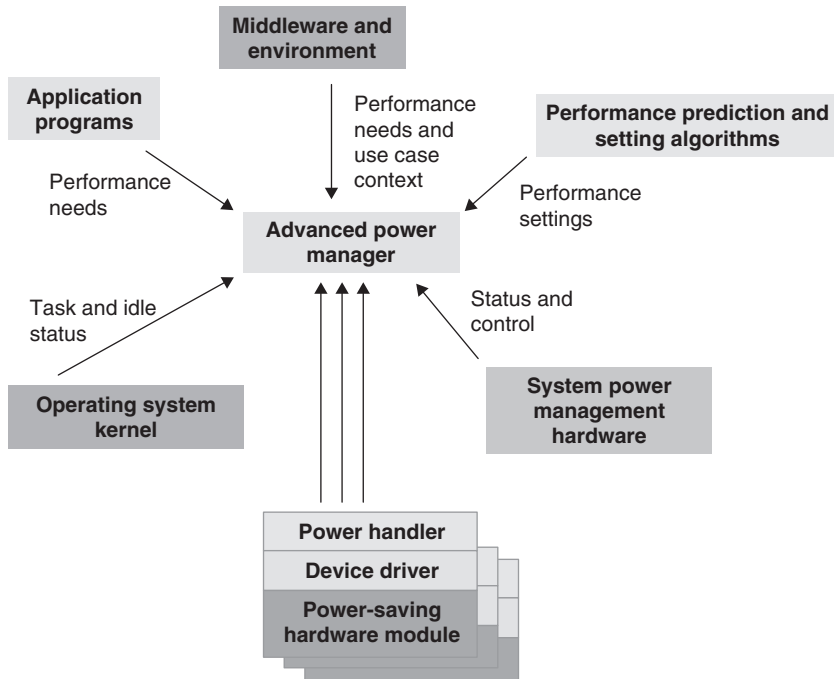 Middleware and
environment
Application
programs
Performance
needs and
use case
context
Performance prediction and
setting algorithms
Performance
needs
Performance
settings
Advanced power
manager
Task and idle
status
Status and
control
Operating system
kernel
System power
management
hardware
Power handler
Device driver
Power-saving
hardware module